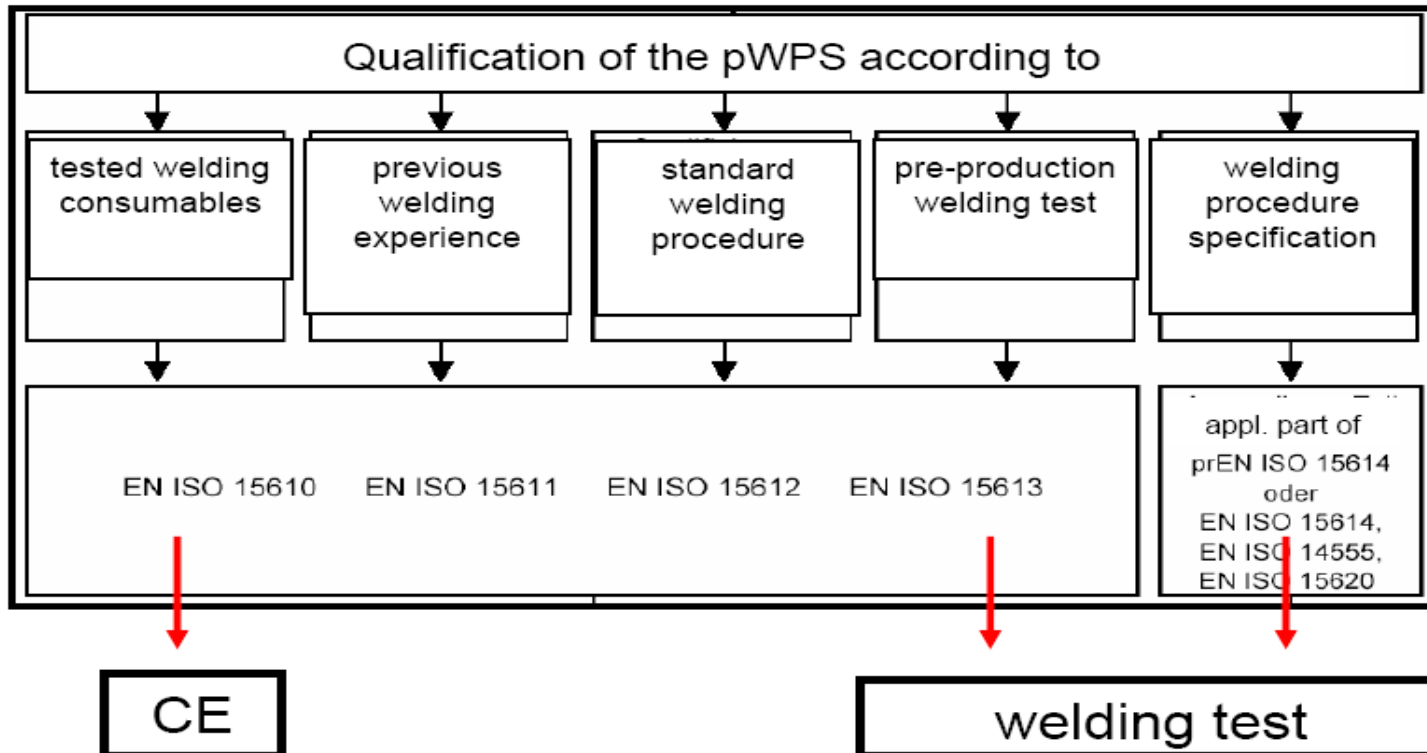 Qualification of the pWPS according to
tested welding
consumables
previous
welding
experience
standard
welding
procedure
pre-production
welding test
welding
procedure
specification
EN ISO 15610
EN ISO 15611
EN ISO 15612
EN ISO 15613
appl. part of
prEN ISO 15614
oder
EN ISO 15614,
EN ISO 14555,
EN ISO 15620
CE
welding test